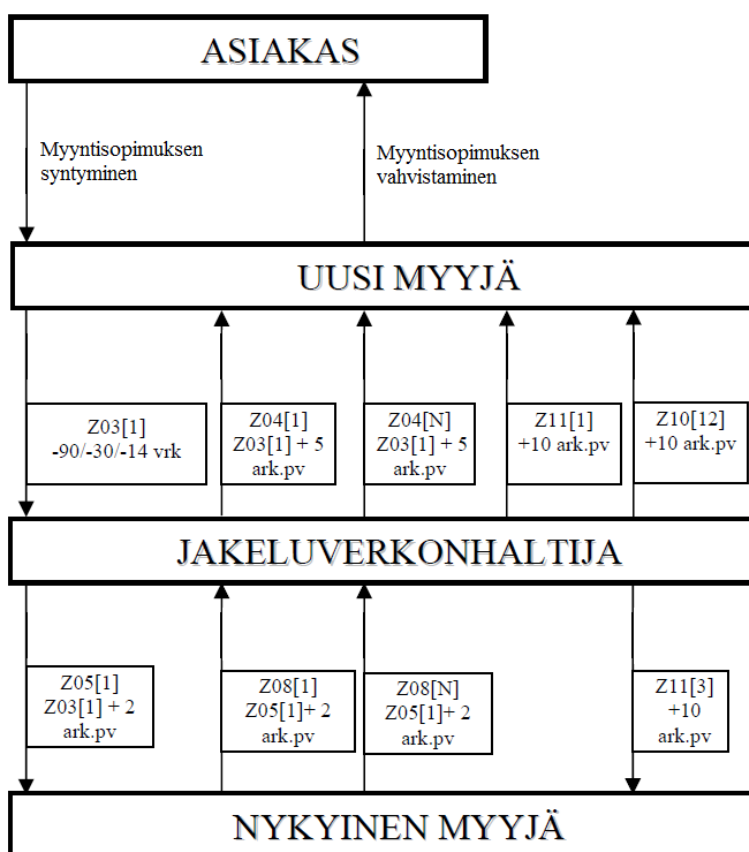 ASIAKAS
Myyntisopimuksen
syntyminen
Myyntisopimuksen
vahvistaminen
UUSI MYYJÄ
Z03[1]
-90/-30/-14 vrk
Z04[1]
Z03[1] + 5
ark.pv
Z04[N]
Z03[1] + 5
ark.pv
Z11[1]
+10 ark.pv
Z10[12]
+10 ark.pv
JAKELUVERKONHALTIJA
Z05[1]
Z03[1] + 2
ark.pv
Z08[1]
Z05[1]+ 2
ark.pv
Z08[N]
Z05[1]+ 2
ark.pv
Z11[3]
+10
ark.pv
NYKYINEN MYYJÄ